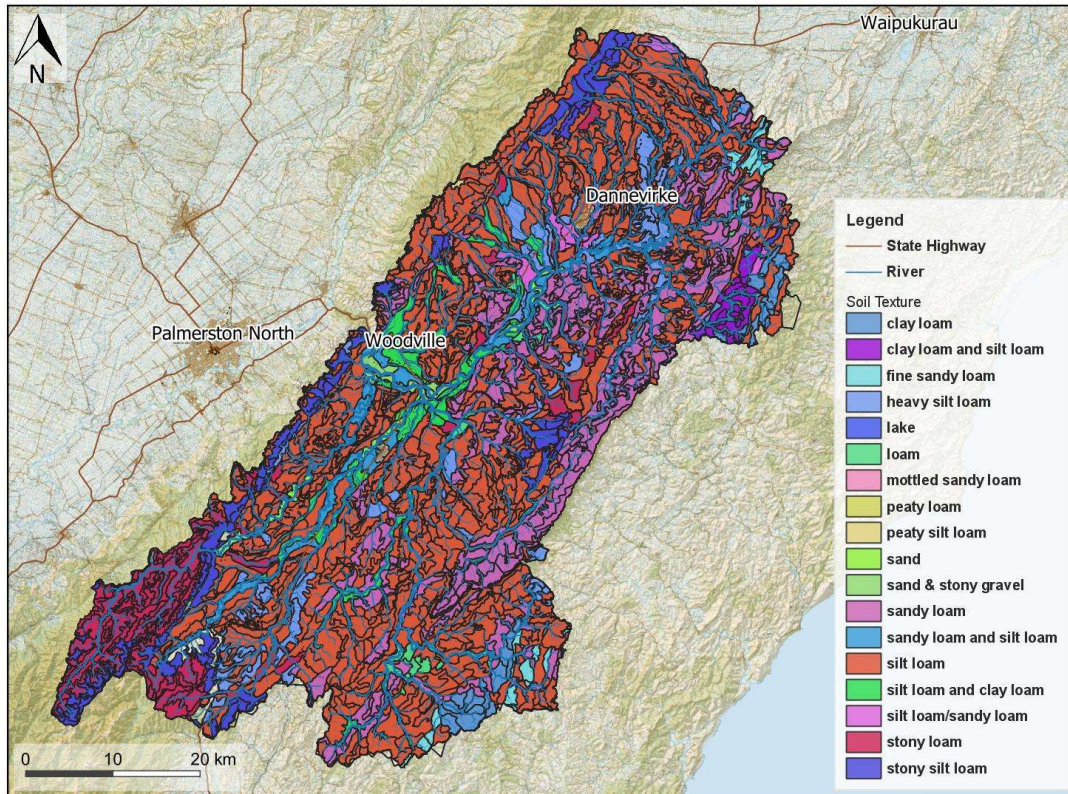 Waipukurau
N
Dannevirke
Palmerston North
Woodville
Legend
State Highway
River
Soil Texture
clay loam
clay loam and silt loam
fine sandy loam
heavy silt loam
lake
loam
mottled sandy loam
peaty loam
peaty silt loam
sand
sand & stony gravel
sandy loam
sandy loam and silt loam
silt loam
silt loam and clay loam
silt loam/sandy loam
stony loam
stony silt loam
0 10 20 km